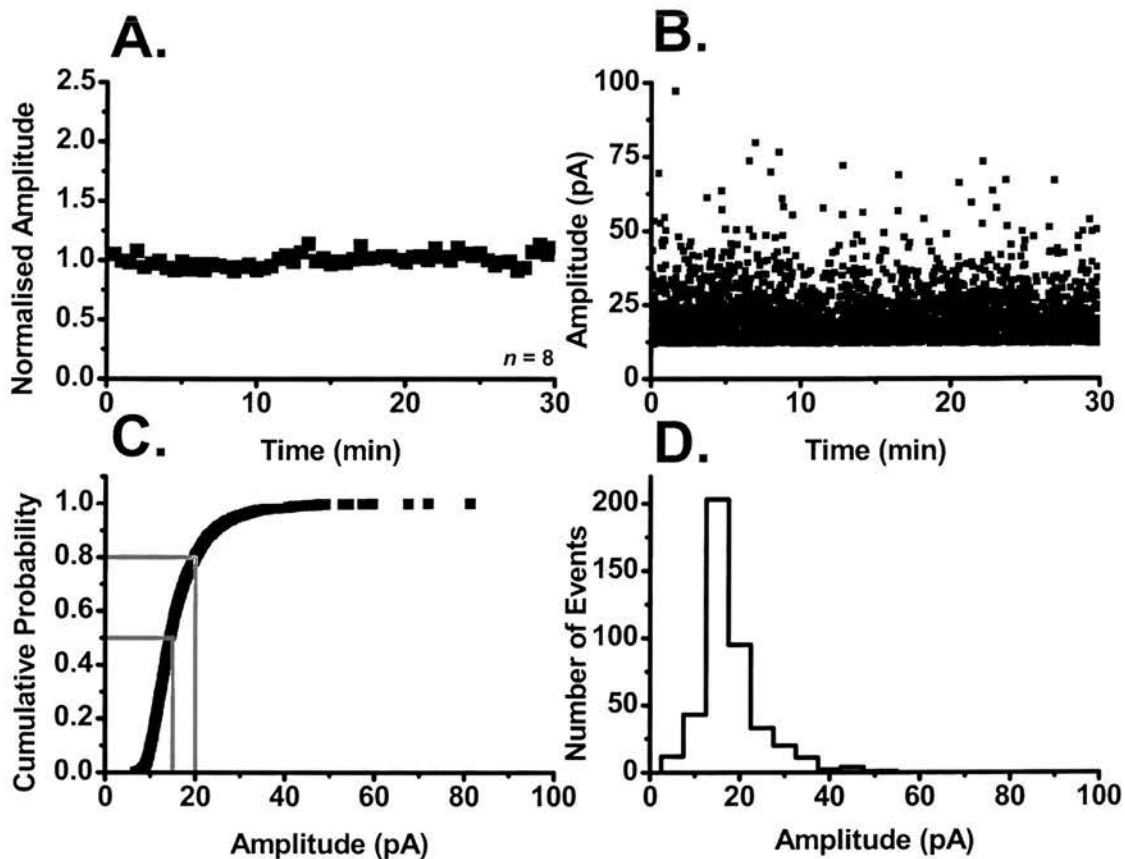 A.
Normalised Amplitude
2.5
2.0
1.5
1.0
0.5
0.0
n = 8
0 10 20 30
Time (min)
B.
Amplitude (pA)
100
75
50
25
0
0 10 20 30
Time (min)
C.
Cumulative Probability
1.0
0.8
0.6
0.4
0.2
0.0
0 20 40 60 80 100
Amplitude (pA)
D.
Number of Events
200
150
100
50
0
0 20 40 60 80 100
Amplitude (pA)